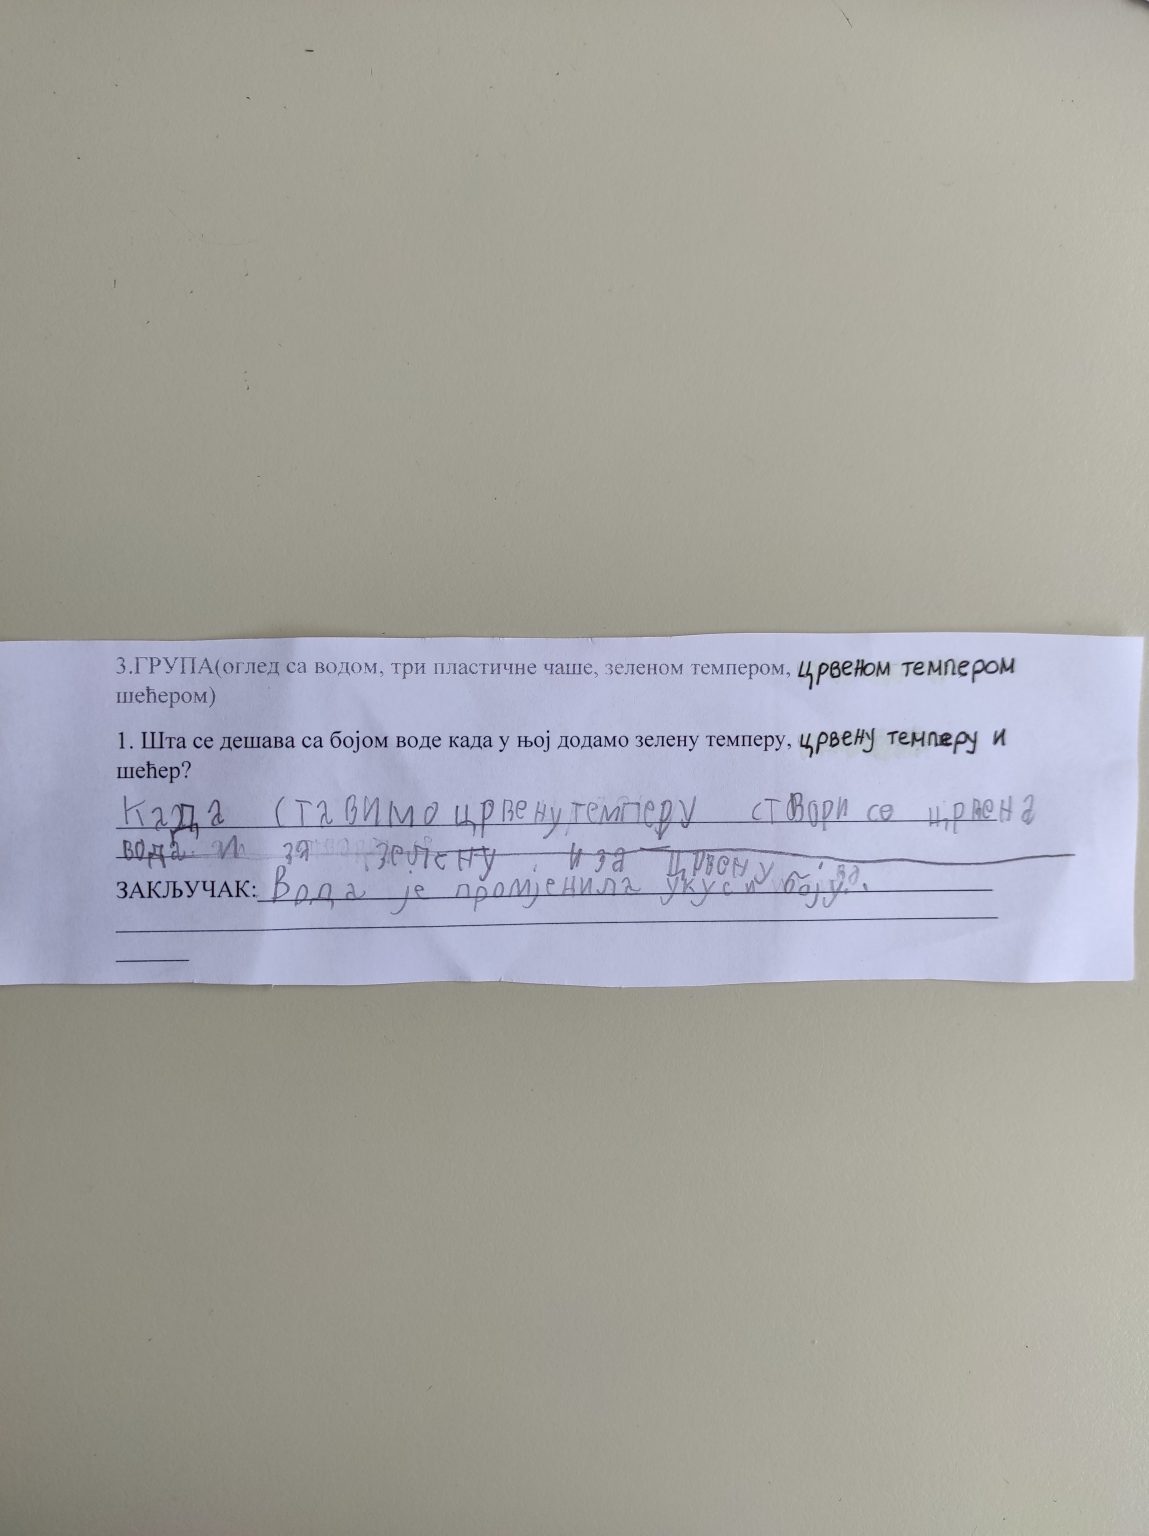 3.ГРУПА(оглед са водом, три пластичне чаше, зеленом темпером, црвеном темпером
шећером)
1. Шта се дешава са бојом воде када у њој додамо зелену темперу, црвену темперу и
шећер?
Када ставимо црвену темперу створи се црвена
вода и за зелену и за црвену
ЗАКЉУЧАК: Вода је промјенила укус и боју.